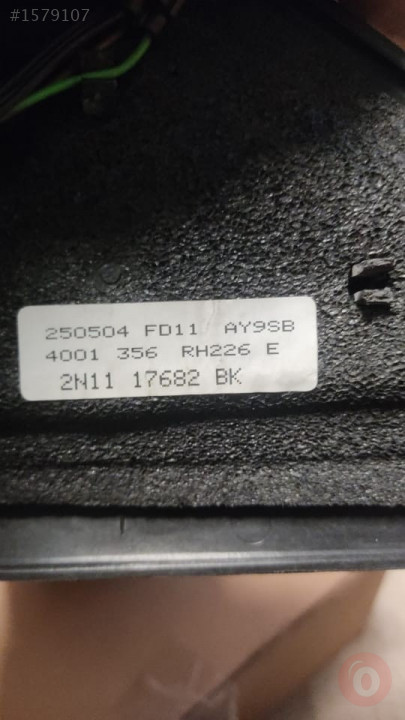 #1579107
250504 FD11 AY9SB
4001 356 RH226 E
2N11 17682 BK